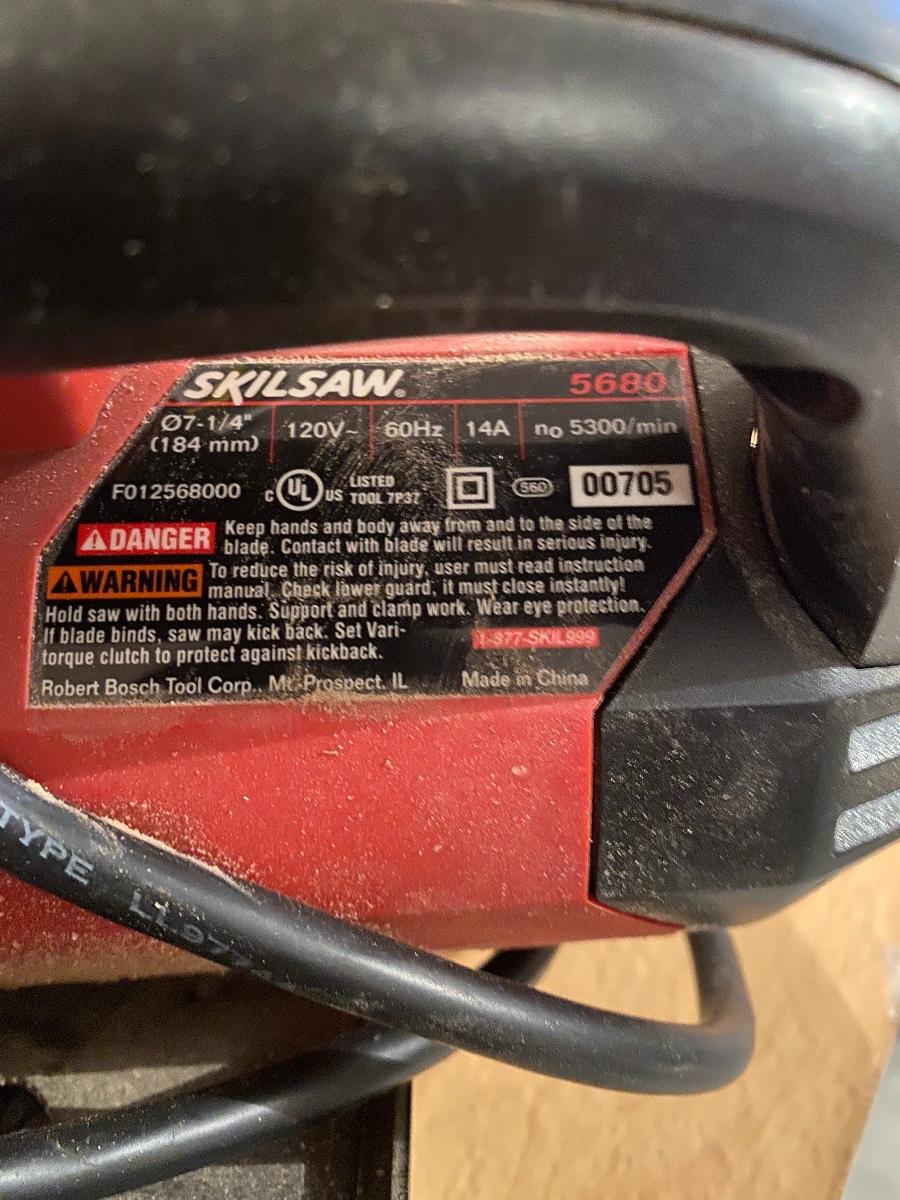 SKILSAW® 5680
Ø7-1/4" (184 mm) 120V~ 60Hz 14A no 5300/min
F012568000 C UL US LISTED TOOL 7P37 560 00705
DANGER Keep hands and body away from and to the side of the
blade. Contact with blade will result in serious injury.
WARNING To reduce the risk of injury, user must read instruction
manual. Check lower guard, it must close instantly!
Hold saw with both hands. Support and clamp work. Wear eye protection.
If blade binds, saw may kick back. Set Vari-
torque clutch to protect against kickback.
1-877-SKIL999
Robert Bosch Tool Corp., Mt. Prospect, IL Made in China
TYPE